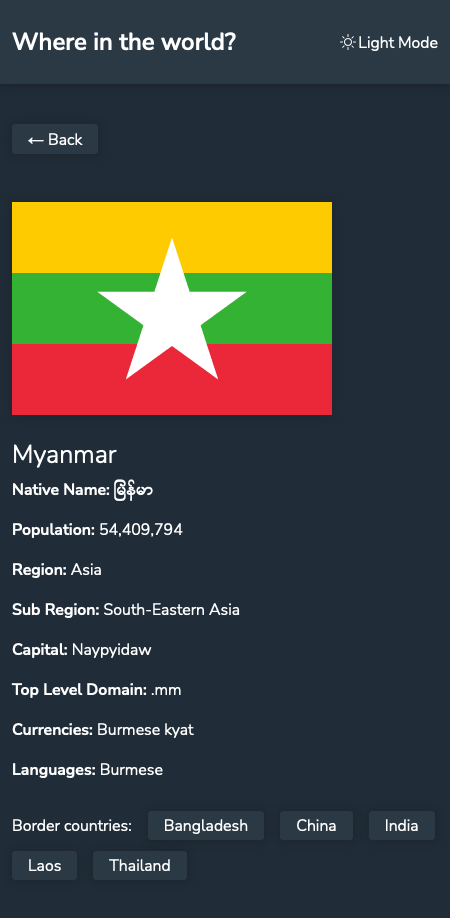 Where in the world?
Light Mode
← Back
Myanmar
Native Name: မြန်မာ
Population: 54,409,794
Region: Asia
Sub Region: South-Eastern Asia
Capital: Naypyidaw
Top Level Domain: .mm
Currencies: Burmese kyat
Languages: Burmese
Border countries: Bangladesh China India
Laos Thailand